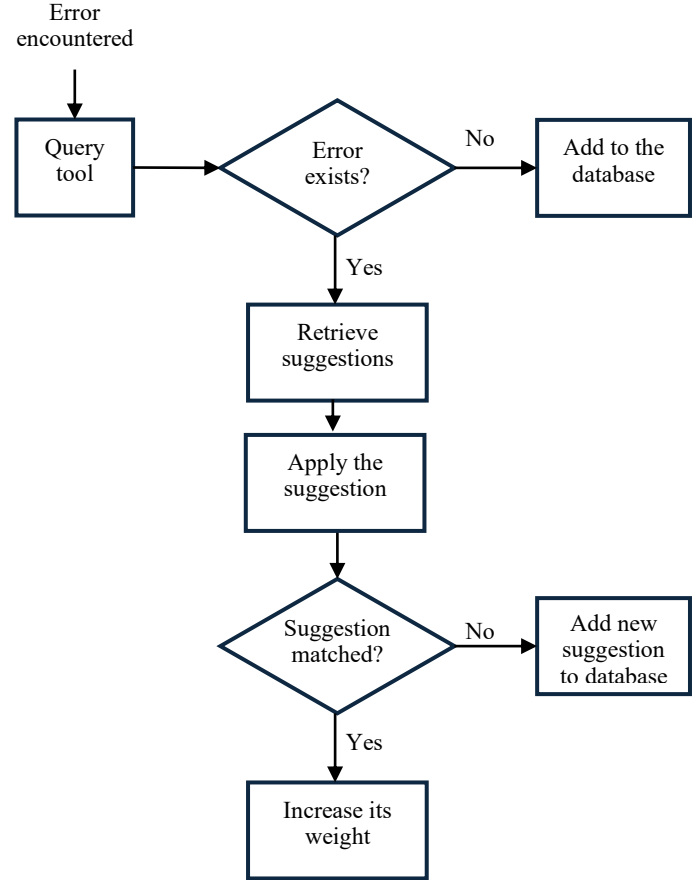 Error
encountered
Query
tool
Error
exists?
No
Add to the
database
Yes
Retrieve
suggestions
Apply the
suggestion
Suggestion
matched?
No
Add new
suggestion
to database
Yes
Increase its
weight